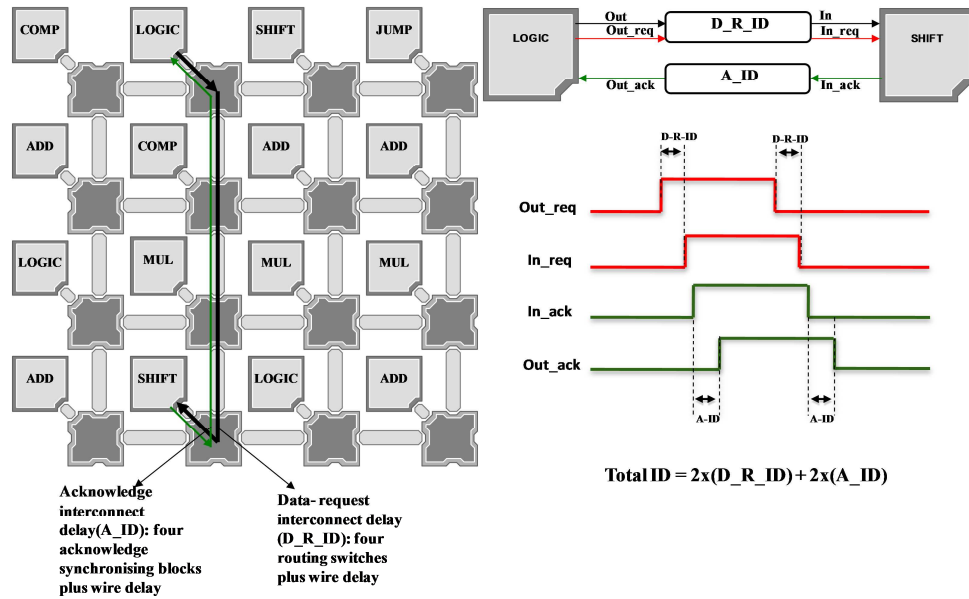 COMP LOGIC SHIFT JUMP
ADD COMP ADD ADD
LOGIC MUL MUL MUL
ADD SHIFT LOGIC ADD
Acknowledge
interconnect
delay(A_ID): four
acknowledge
synchronising blocks
plus wire delay
Data- request
interconnect delay
(D_R_ID): four
routing switches
plus wire delay
Out D_R_ID In
LOGIC Out_req In_req SHIFT
A_ID
Out_ack In_ack
D-R-ID D-R-ID
Out_req
In_req
In_ack
Out_ack
A-ID A-ID
Total ID = 2x(D_R_ID) + 2x(A_ID)